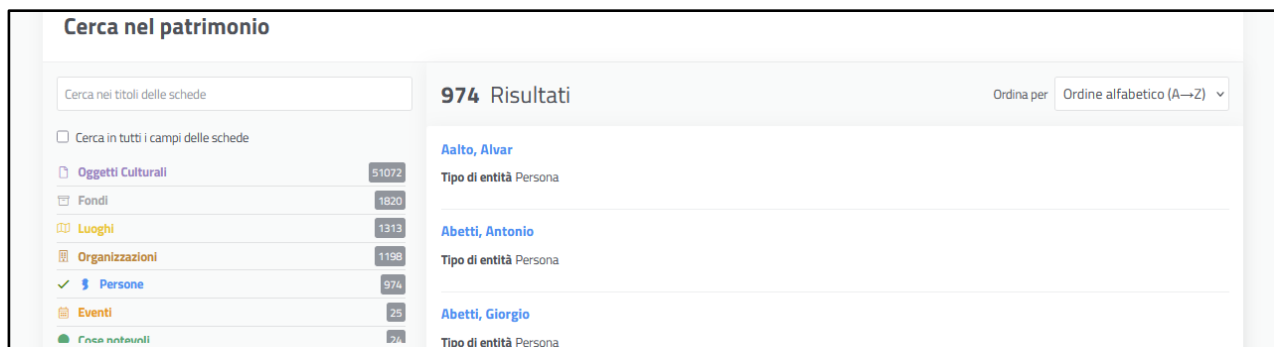 Cerca nel patrimonio
Cerca nei titoli delle schede
Cerca in tutti i campi delle schede
Oggetti Culturali 51072
Fondi 1820
Luoghi 1313
Organizzazioni 1198
Persone 974
Eventi 25
Cose notevoli 24
974 Risultati
Ordina per Ordine alfabetico (A→Z)
Aalto, Alvar
Tipo di entità Persona
Abetti, Antonio
Tipo di entità Persona
Abetti, Giorgio
Tipo di entità Persona